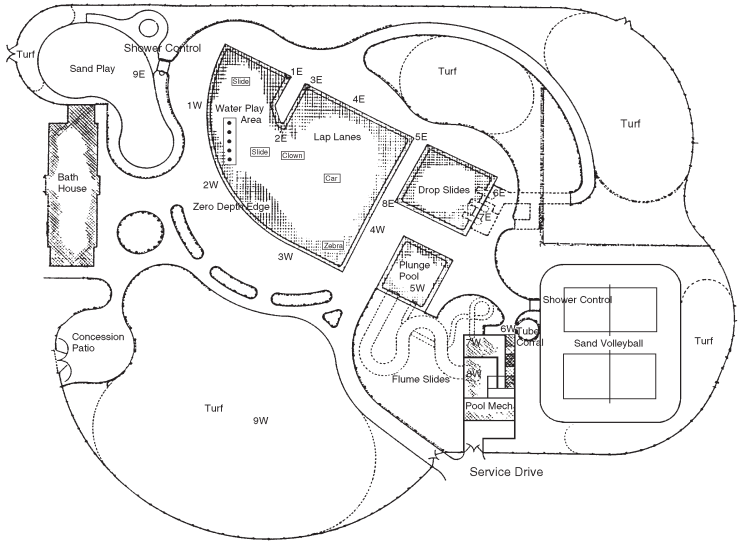 Turf
Shower Control
Sand Play
9E
Turf
Turf
1E
3E
4E
Slide
1W
Water Play
Area
2E
Lap Lanes
5E
Slide
Clown
Car
Bath
House
2W
Zero Depth Edge
Drop Slides
6E
7E
8E
4W
Zebra
3W
Plunge
Pool
5W
Shower Control
6W
Tube
Corral
Sand Volleyball
Turf
Concession
Patio
7W
8W
Flume Slides
Pool Mech.
Turf
9W
Service Drive